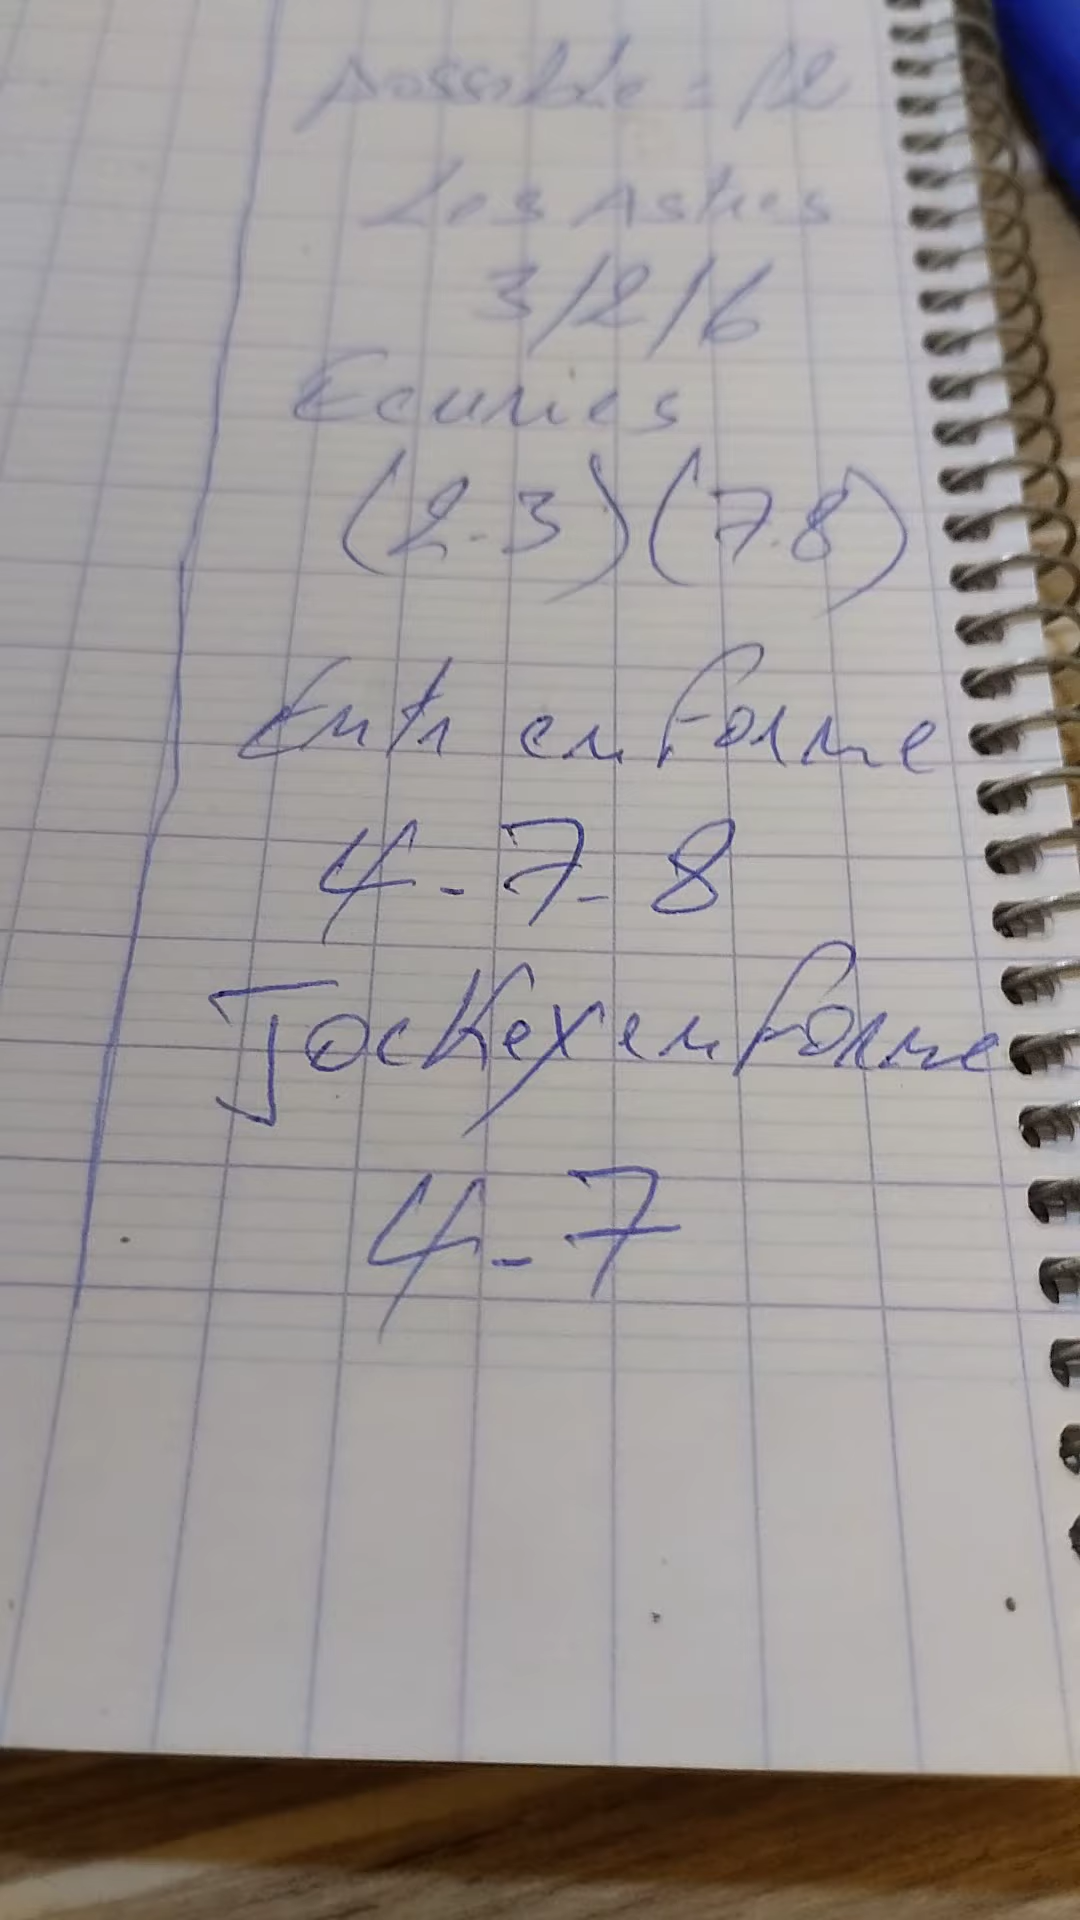 possible = 12
Les Astres
3/2/6
Ecuries
(2.3) (7.8)
Entr en Forme
4-7-8
Jockey en forme
4-7